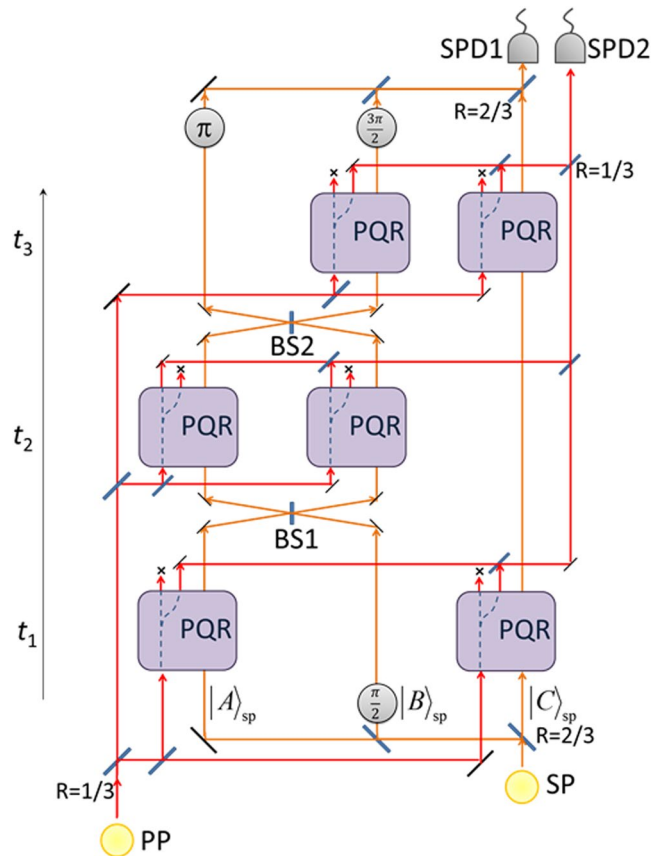 SPD1 SPD2
R=2/3
π 3π/2
R=1/3
PQR PQR
t₃
BS2
PQR PQR
t₂
BS1
PQR PQR
t₁
|A⟩sp |B⟩sp |C⟩sp
π/2
R=2/3
R=1/3
SP
PP